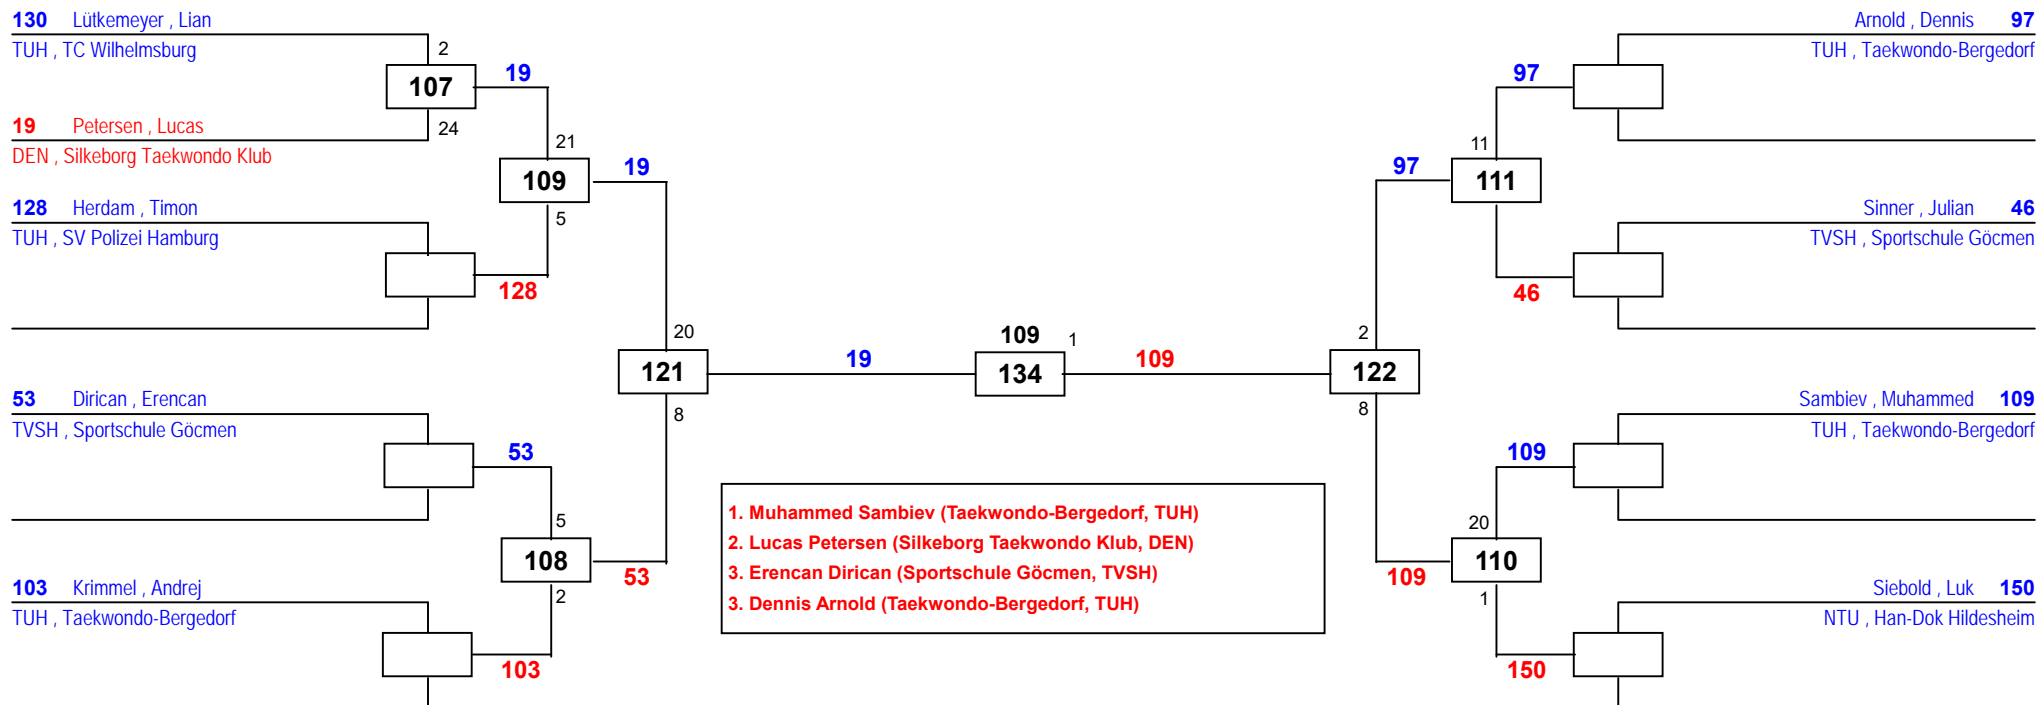 130 Lütkemeyer , Lian
TUH , TC Wilhelmsburg
2
107
19
24
19 Petersen , Lucas
DEN , Silkeborg Taekwondo Klub
21
109
19
5
128 Herdam , Timon
TUH , SV Polizei Hamburg
128
20
121
19
8
53 Dirican , Erencan
TVSH , Sportschule Göcmen
53
5
108
53
2
103 Krimmel , Andrej
TUH , Taekwondo-Bergedorf
103
109
1
134
109
1. Muhammed Sambiev (Taekwondo-Bergedorf, TUH)
2. Lucas Petersen (Silkeborg Taekwondo Klub, DEN)
3. Erencan Dirican (Sportschule Göcmen, TVSH)
3. Dennis Arnold (Taekwondo-Bergedorf, TUH)
Arnold , Dennis 97
TUH , Taekwondo-Bergedorf
97
11
97
111
Sinner , Julian 46
TVSH , Sportschule Göcmen
46
2
122
8
Sambiev , Muhammed 109
TUH , Taekwondo-Bergedorf
109
20
110
109
1
Siebold , Luk 150
NTU , Han-Dok Hildesheim
150